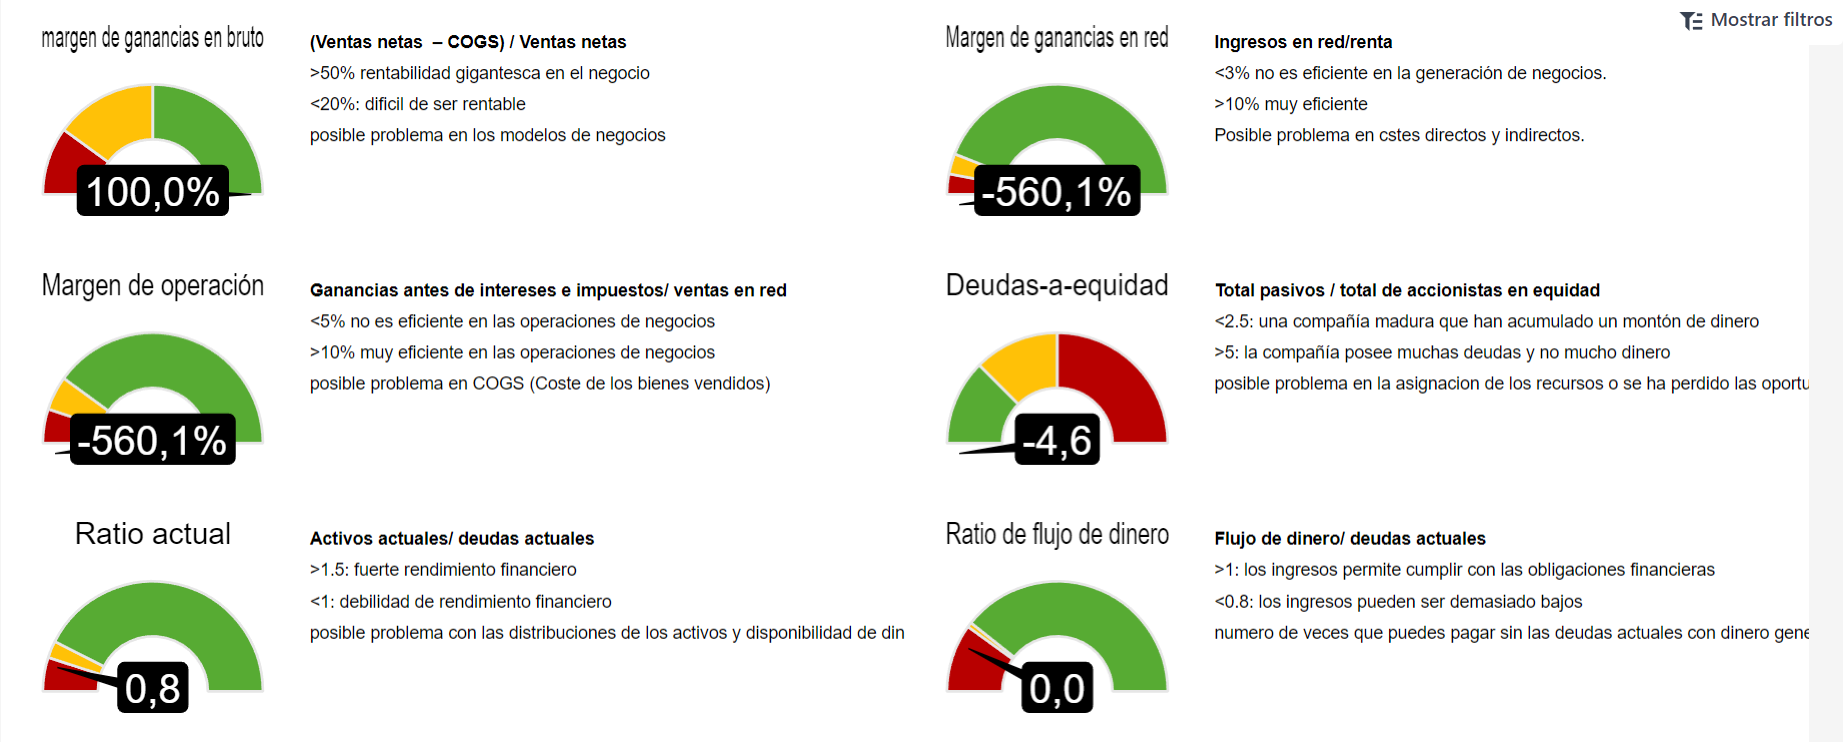 Mostrar filtros
margen de ganancias en bruto
(Ventas netas – COGS) / Ventas netas
>50% rentabilidad gigantesca en el negocio
<20%: dificil de ser rentable
posible problema en los modelos de negocios
100,0%
Margen de ganancias en red
Ingresos en red/renta
<3% no es eficiente en la generación de negocios.
>10% muy eficiente
Posible problema en cstes directos y indirectos.
-560,1%
Margen de operación
Ganancias antes de intereses e impuestos/ ventas en red
<5% no es eficiente en las operaciones de negocios
>10% muy eficiente en las operaciones de negocios
posible problema en COGS (Coste de los bienes vendidos)
-560,1%
Deudas-a-equidad
Total pasivos / total de accionistas en equidad
<2.5: una compañía madura que han acumulado un montón de dinero
>5: la compañía posee muchas deudas y no mucho dinero
posible problema en la asignacion de los recursos o se ha perdido las oportu
-4,6
Ratio actual
Activos actuales/ deudas actuales
>1.5: fuerte rendimiento financiero
<1: debilidad de rendimiento financiero
posible problema con las distribuciones de los activos y disponibilidad de din
0,8
Ratio de flujo de dinero
Flujo de dinero/ deudas actuales
>1: los ingresos permite cumplir con las obligaciones financieras
<0.8: los ingresos pueden ser demasiado bajos
numero de veces que puedes pagar sin las deudas actuales con dinero gene
0,0